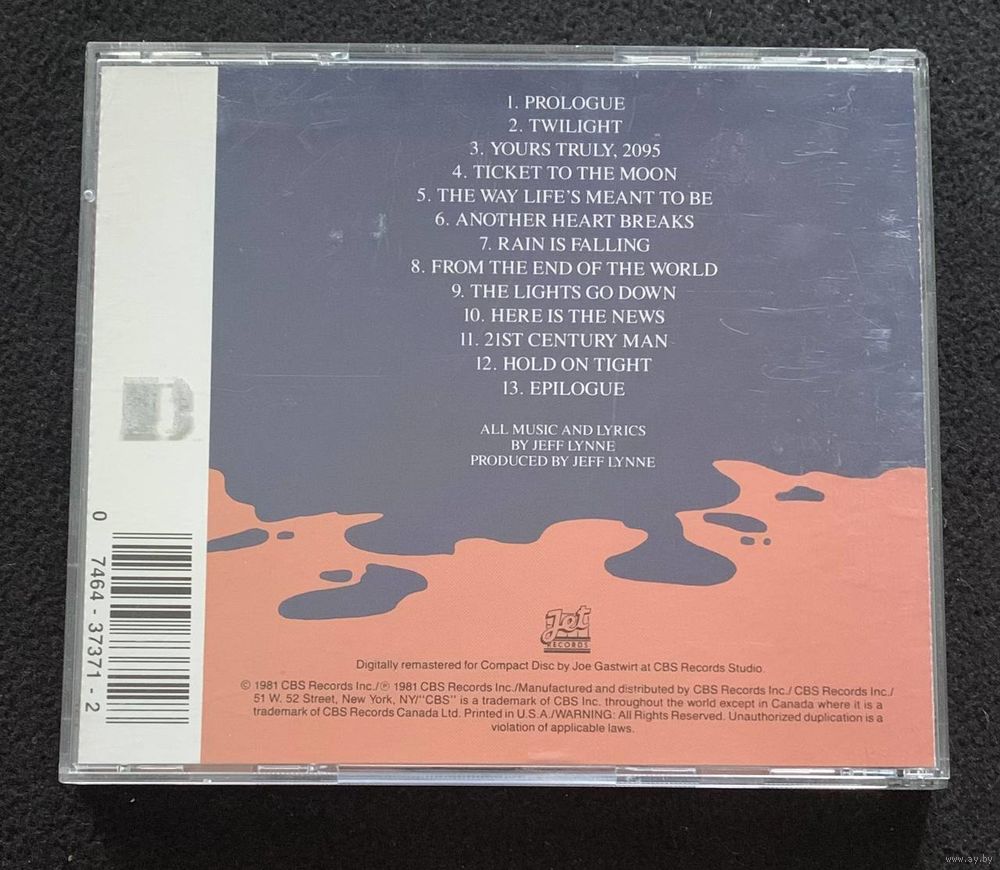 1. PROLOGUE
2. TWILIGHT
3. YOURS TRULY, 2095
4. TICKET TO THE MOON
5. THE WAY LIFE'S MEANT TO BE
6. ANOTHER HEART BREAKS
7. RAIN IS FALLING
8. FROM THE END OF THE WORLD
9. THE LIGHTS GO DOWN
10. HERE IS THE NEWS
11. 21ST CENTURY MAN
12. HOLD ON TIGHT
13. EPILOGUE
ALL MUSIC AND LYRICS
BY JEFF LYNNE
PRODUCED BY JEFF LYNNE
0 7464-37371-2
Jet
RECORDS
Digitally remastered for Compact Disc by Joe Gastwirt at CBS Records Studio.
© 1981 CBS Records Inc./℗ 1981 CBS Records Inc./Manufactured and distributed by CBS Records Inc./ CBS Records Inc./
51 W. 52 Street, New York, NY/"CBS" is a trademark of CBS Inc. throughout the world except in Canada where it is a
trademark of CBS Records Canada Ltd. Printed in U.S.A./WARNING: All Rights Reserved. Unauthorized duplication is a
violation of applicable laws.
www.ay.by